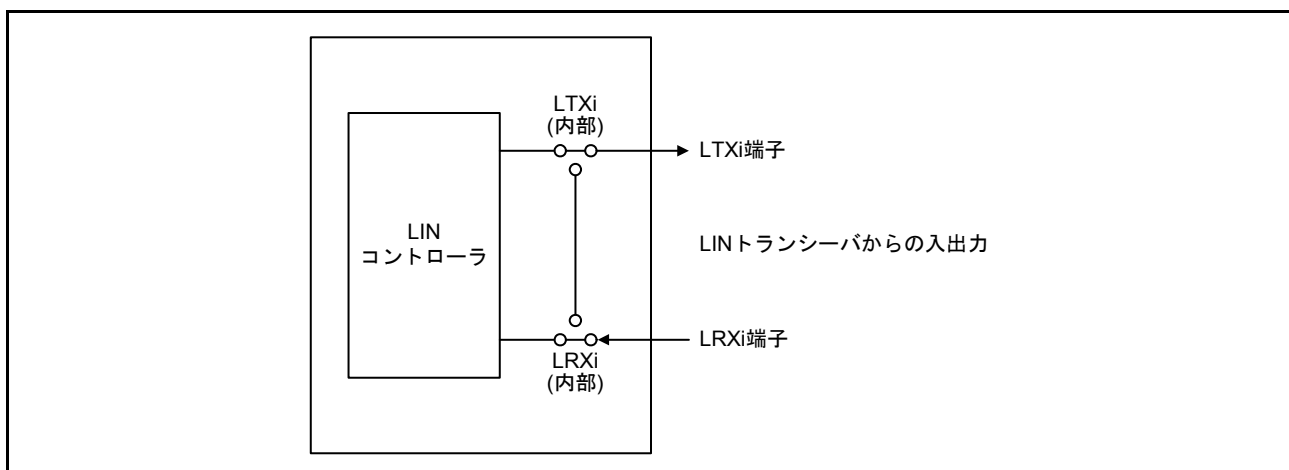 LTXi
(内部)
LTXi端子
LIN
コントローラ
LINトランシーバからの入出力
LRXi端子
LRXi
(内部)